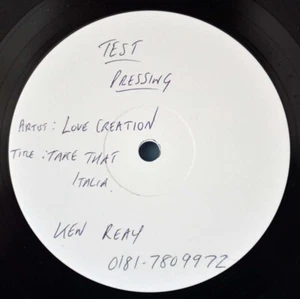 TEST
PRESSING
ARTIST : LOVE CREATION
TITLE : TAKE THAT
ITALIA.
KEN REAY
0181-7809972